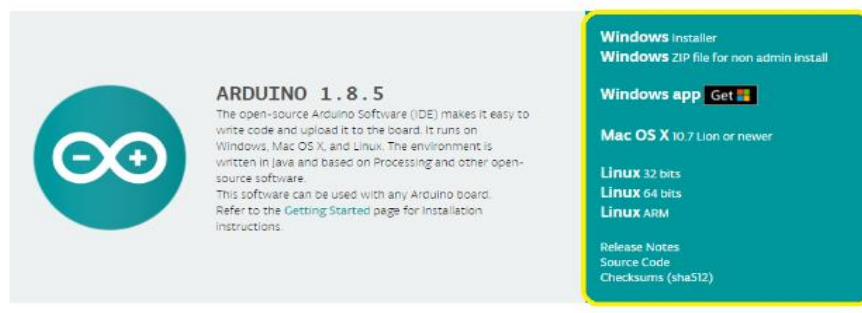 ARDUINO 1.8.5
The open-source Arduino Software (IDE) makes it easy to
write code and upload it to the board. It runs on
Windows, Mac OS X, and Linux. The environment is
written in Java and based on Processing and other open-
source software.
This software can be used with any Arduino board.
Refer to the Getting Started page for Installation
instructions.
Windows Installer
Windows ZIP file for non admin install
Windows app Get
Mac OS X 10.7 Lion or newer
Linux 32 bits
Linux 64 bits
Linux ARM
Release Notes
Source Code
Checksums (sha512)